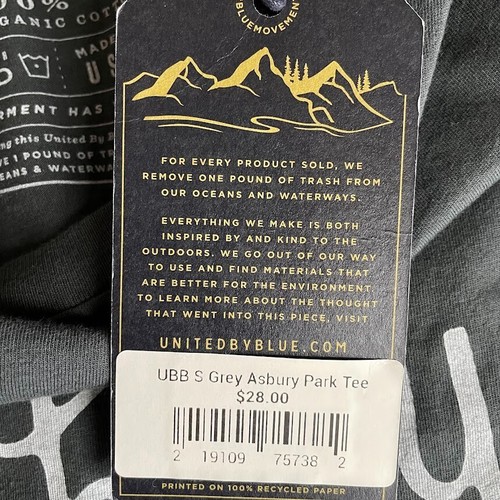 BLUEMOVEMENT
FOR EVERY PRODUCT SOLD, WE
REMOVE ONE POUND OF TRASH FROM
OUR OCEANS AND WATERWAYS.
EVERYTHING WE MAKE IS BOTH
INSPIRED BY AND KIND TO THE
OUTDOORS. WE GO OUT OF OUR WAY
TO USE AND FIND MATERIALS THAT
ARE BETTER FOR THE ENVIRONMENT.
TO LEARN MORE ABOUT THE THOUGHT
THAT WENT INTO THIS PIECE, VISIT
UNITEDBYBLUE.COM
UBB S Grey Asbury Park Tee
$28.00
2 19109 75738 2
PRINTED ON 100% RECYCLED PAPER
MADE
RMENT HAS
ng this United By B
1 POUND OF TR
EANS & WATERWA